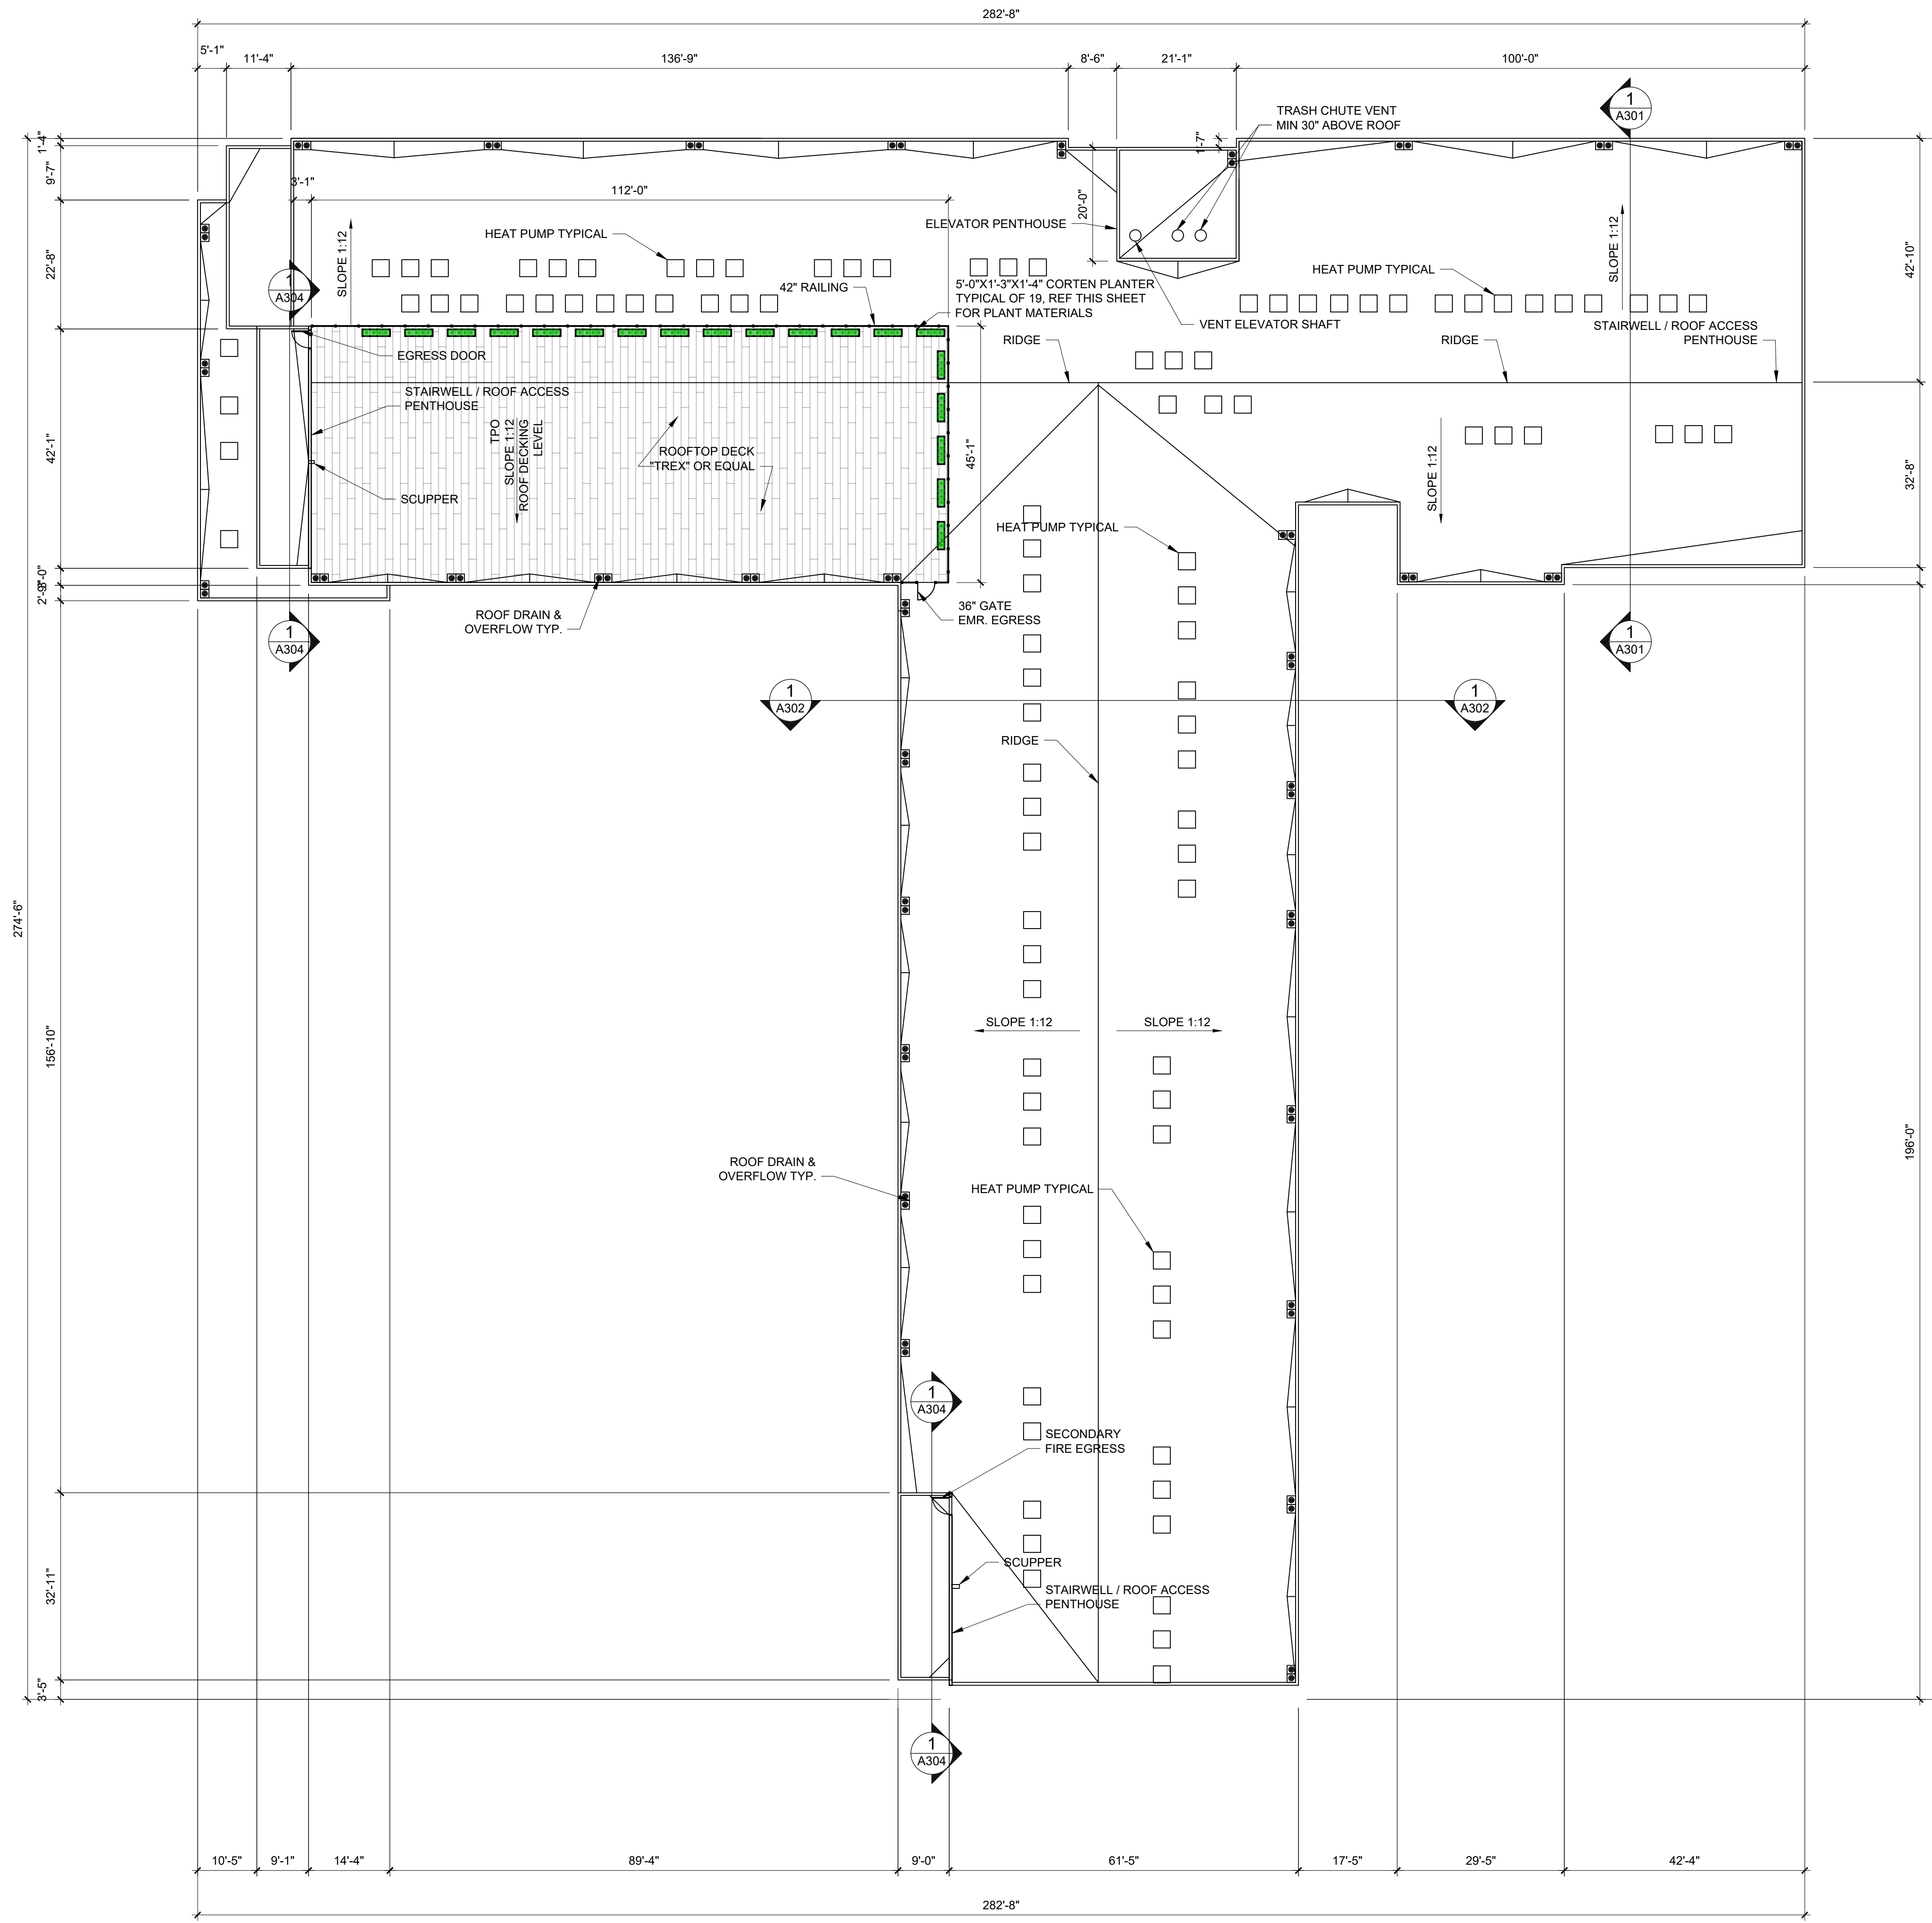 282'-8"
5'-1"
11'-4"
136'-9"
8'-6"
21'-1"
100'-0"
1
A301
TRASH CHUTE VENT
MIN 30" ABOVE ROOF
1'-4"
9'-7"
22'-8"
42'-1"
3'-0"
2'-9"
156'-10"
32'-11"
3'-5"
274'-6"
1'-7"
3'-1"
112'-0"
20'-0"
ELEVATOR PENTHOUSE
SLOPE 1:12
HEAT PUMP TYPICAL
SLOPE 1:12
42'-10"
HEAT PUMP TYPICAL
1
A304
42" RAILING
5'-0"X1'-3"X1'-4" CORTEN PLANTER
TYPICAL OF 19, REF THIS SHEET
FOR PLANT MATERIALS
VENT ELEVATOR SHAFT
STAIRWELL / ROOF ACCESS
PENTHOUSE
RIDGE
RIDGE
EGRESS DOOR
STAIRWELL / ROOF ACCESS
PENTHOUSE
TPO
SLOPE 1:12
ROOF DECKING
LEVEL
ROOFTOP DECK
"TREX" OR EQUAL
45'-1"
SCUPPER
SLOPE 1:12
32'-8"
HEAT PUMP TYPICAL
ROOF DRAIN &
OVERFLOW TYP.
36" GATE
EMR. EGRESS
1
A304
1
A301
1
A302
1
A302
RIDGE
SLOPE 1:12
SLOPE 1:12
196'-0"
ROOF DRAIN &
OVERFLOW TYP.
HEAT PUMP TYPICAL
1
A304
SECONDARY
FIRE EGRESS
SCUPPER
STAIRWELL / ROOF ACCESS
PENTHOUSE
1
A304
10'-5"
9'-1"
14'-4"
89'-4"
9'-0"
61'-5"
17'-5"
29'-5"
42'-4"
282'-8"